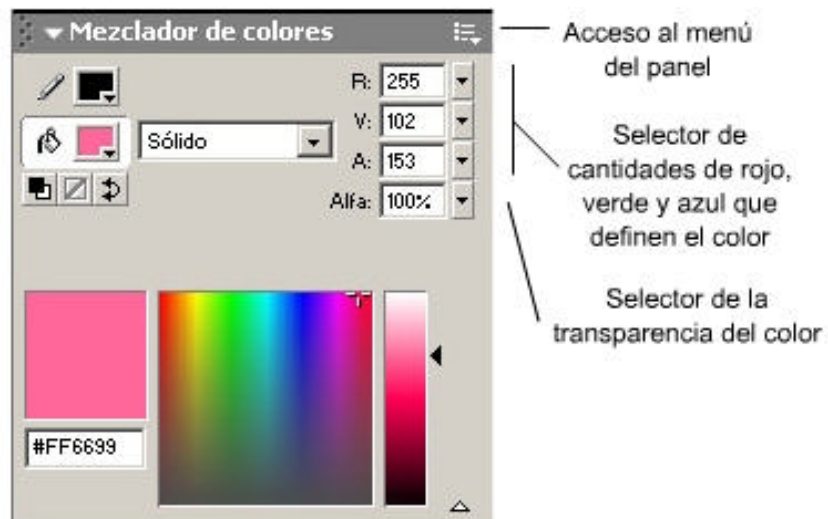 Mezclador de colores
Acceso al menú
del panel
R: 255
V: 102
Sólido
A: 153
Alfa: 100%
Selector de
cantidades de rojo,
verde y azul que
definen el color
Selector de la
transparencia del color
#FF6699